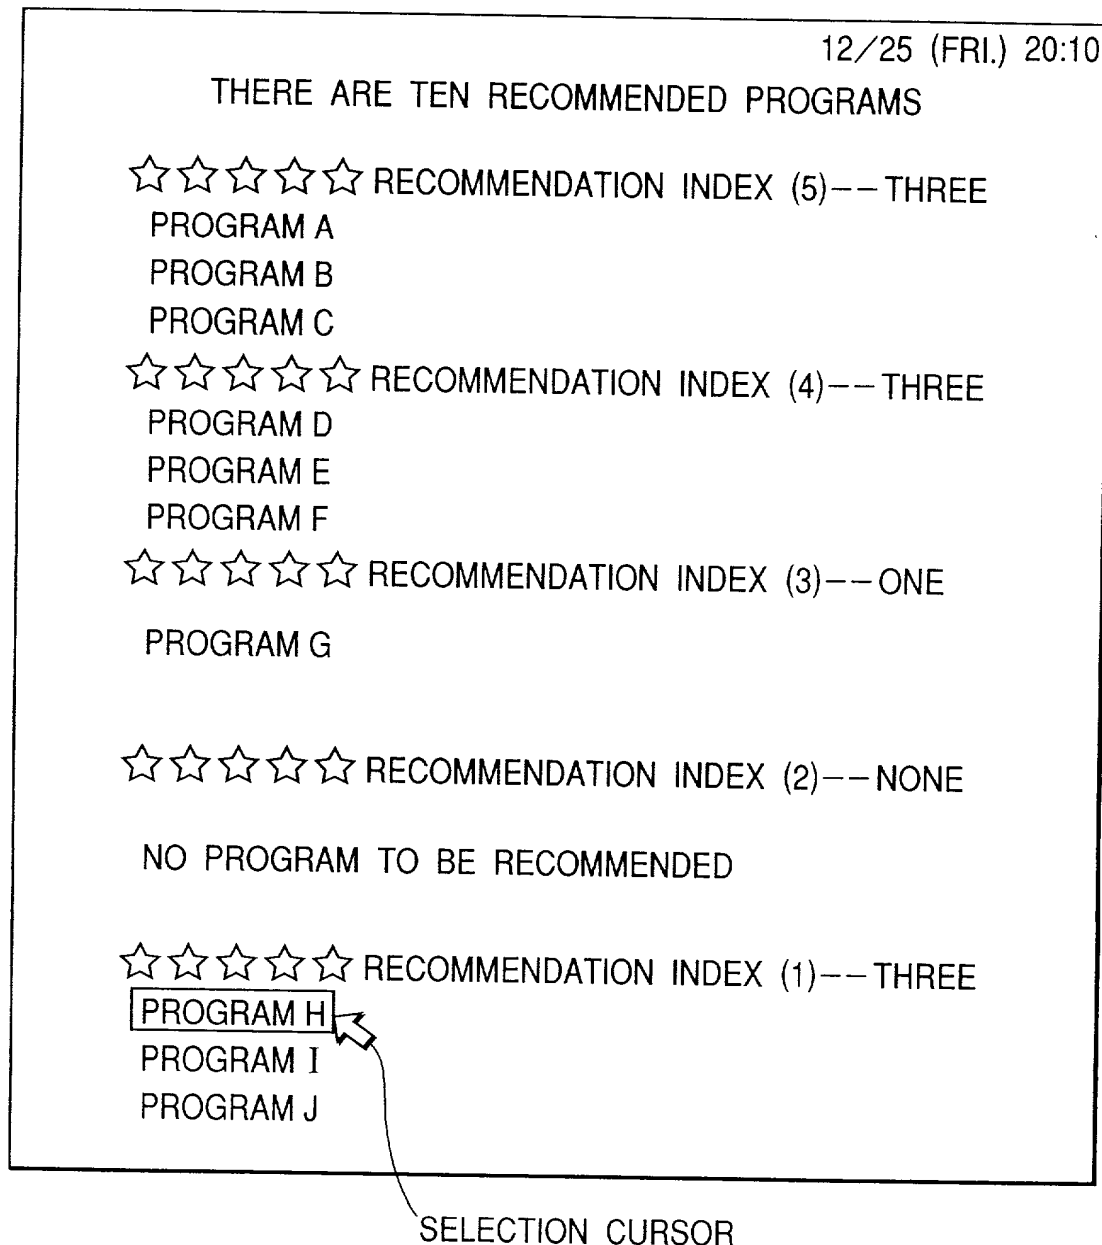 12/25 (FRI.) 20:10
THERE ARE TEN RECOMMENDED PROGRAMS
☆☆☆☆☆ RECOMMENDATION INDEX (5)--THREE
PROGRAM A
PROGRAM B
PROGRAM C
☆☆☆☆☆ RECOMMENDATION INDEX (4)--THREE
PROGRAM D
PROGRAM E
PROGRAM F
☆☆☆☆☆ RECOMMENDATION INDEX (3)--ONE
PROGRAM G
☆☆☆☆☆ RECOMMENDATION INDEX (2)--NONE
NO PROGRAM TO BE RECOMMENDED
☆☆☆☆☆ RECOMMENDATION INDEX (1)--THREE
PROGRAM H
PROGRAM I
PROGRAM J
SELECTION CURSOR